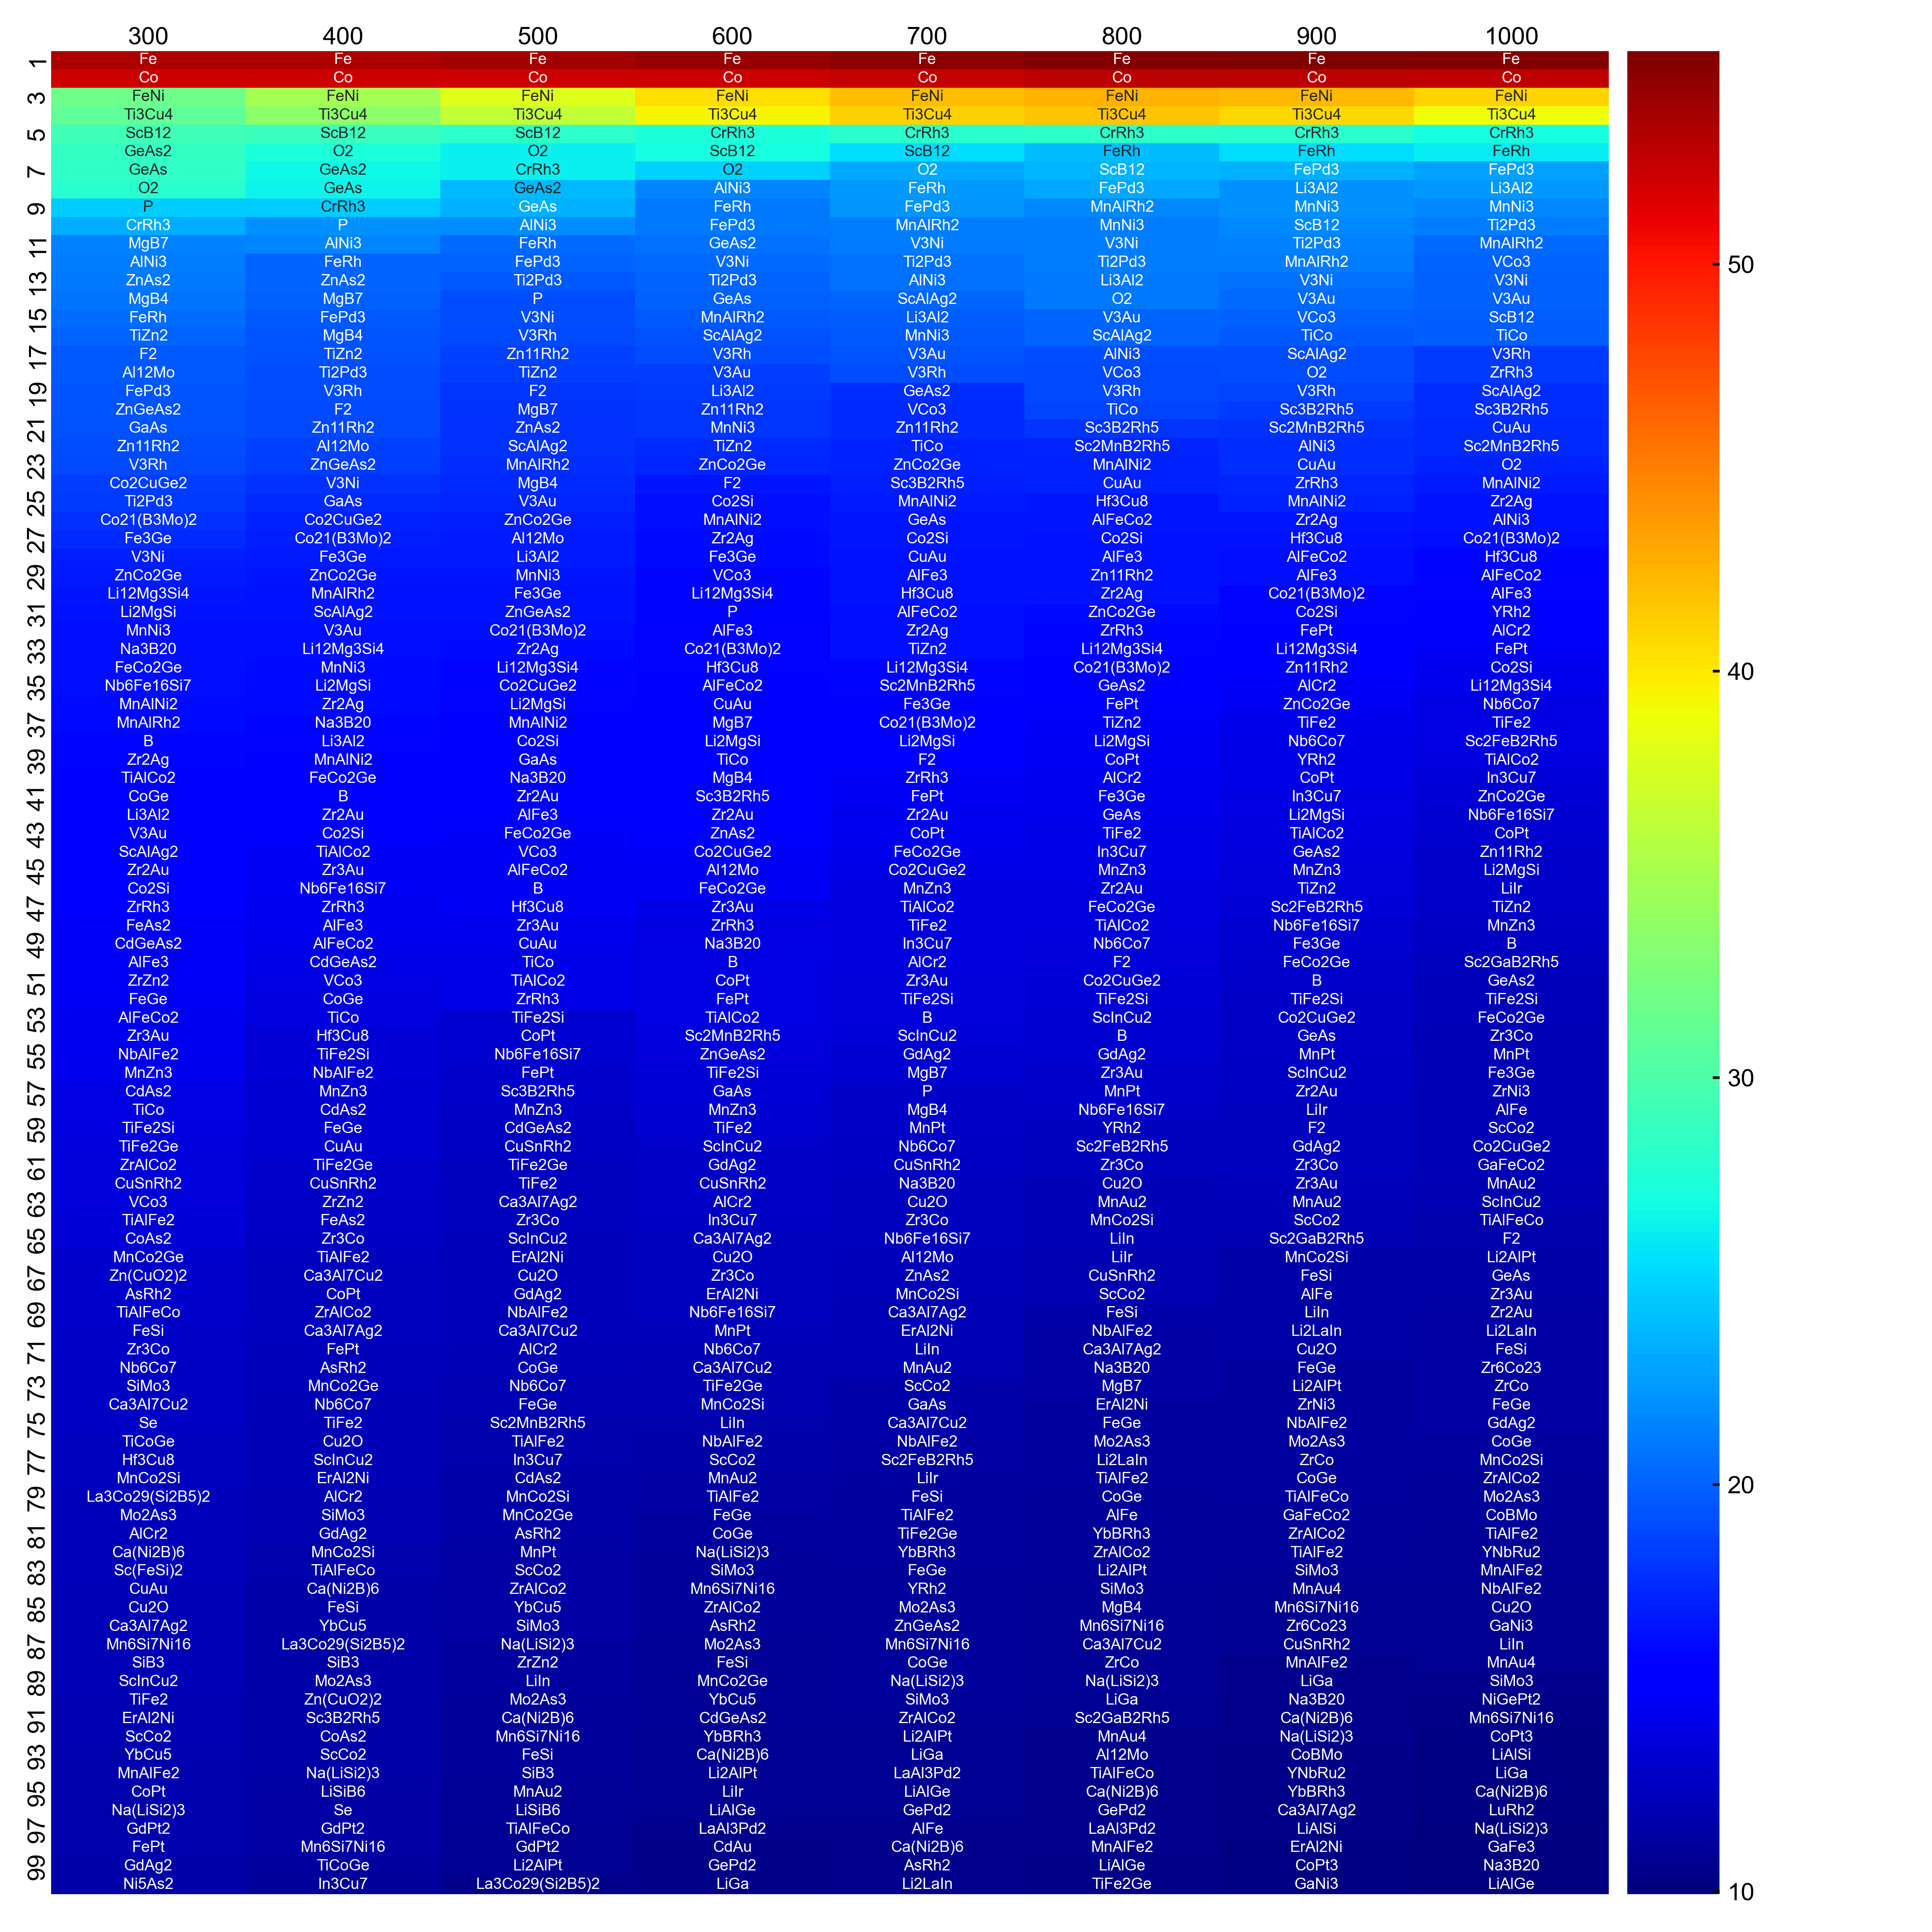 300 400 500 600 700 800 900 1000
1 Fe Fe Fe Fe Fe Fe Fe Fe
Co Co Co Co Co Co Co Co
3 FeNi FeNi FeNi FeNi FeNi FeNi FeNi FeNi
Ti3Cu4 Ti3Cu4 Ti3Cu4 Ti3Cu4 Ti3Cu4 Ti3Cu4 Ti3Cu4 Ti3Cu4
5 ScB12 ScB12 ScB12 CrRh3 CrRh3 CrRh3 CrRh3 CrRh3
GeAs2 O2 O2 ScB12 ScB12 FeRh FeRh FeRh
7 GeAs GeAs2 CrRh3 O2 O2 ScB12 FePd3 FePd3
O2 GeAs GeAs2 AlNi3 FeRh FePd3 Li3Al2 Li3Al2
9 P CrRh3 GeAs FeRh FePd3 MnAlRh2 MnNi3 MnNi3
CrRh3 P AlNi3 FePd3 MnAlRh2 MnNi3 ScB12 Ti2Pd3
11 MgB7 AlNi3 FeRh GeAs2 V3Ni V3Ni Ti2Pd3 MnAlRh2
AlNi3 FeRh FePd3 V3Ni Ti2Pd3 Ti2Pd3 MnAlRh2 VCo3
13 ZnAs2 ZnAs2 Ti2Pd3 Ti2Pd3 AlNi3 Li3Al2 V3Ni V3Ni
MgB4 MgB7 P GeAs ScAlAg2 O2 V3Au V3Au
15 FeRh FePd3 V3Ni MnAlRh2 Li3Al2 V3Au VCo3 ScB12
TiZn2 MgB4 V3Rh ScAlAg2 MnNi3 ScAlAg2 TiCo TiCo
17 F2 TiZn2 Zn11Rh2 V3Rh V3Au AlNi3 ScAlAg2 V3Rh
Al12Mo Ti2Pd3 TiZn2 V3Au V3Rh VCo3 O2 ZrRh3
19 FePd3 V3Rh F2 Li3Al2 GeAs2 V3Rh V3Rh ScAlAg2
ZnGeAs2 F2 MgB7 Zn11Rh2 VCo3 TiCo Sc3B2Rh5 Sc3B2Rh5
21 GaAs Zn11Rh2 ZnAs2 MnNi3 Zn11Rh2 Sc3B2Rh5 Sc2MnB2Rh5 CuAu
Zn11Rh2 Al12Mo ScAlAg2 TiZn2 TiCo Sc2MnB2Rh5 AlNi3 Sc2MnB2Rh5
23 V3Rh ZnGeAs2 MnAlRh2 ZnCo2Ge ZnCo2Ge MnAlNi2 CuAu O2
Co2CuGe2 V3Ni MgB4 F2 Sc3B2Rh5 CuAu ZrRh3 MnAlNi2
25 Ti2Pd3 GaAs V3Au Co2Si MnAlNi2 Hf3Cu8 MnAlNi2 Zr2Ag
Co21(B3Mo)2 Co2CuGe2 ZnCo2Ge MnAlNi2 GeAs AlFeCo2 Zr2Ag AlNi3
27 Fe3Ge Co21(B3Mo)2 Al12Mo Zr2Ag Co2Si Co2Si Hf3Cu8 Co21(B3Mo)2
V3Ni Fe3Ge Li3Al2 Fe3Ge CuAu AlFe3 AlFeCo2 Hf3Cu8
29 ZnCo2Ge ZnCo2Ge MnNi3 VCo3 AlFe3 Zn11Rh2 AlFe3 AlFeCo2
Li12Mg3Si4 MnAlRh2 Fe3Ge Li12Mg3Si4 Hf3Cu8 Zr2Ag Co21(B3Mo)2 AlFe3
31 Li2MgSi ScAlAg2 ZnGeAs2 P AlFeCo2 ZnCo2Ge Co2Si YRh2
MnNi3 V3Au Co21(B3Mo)2 AlFe3 Zr2Ag ZrRh3 FePt AlCr2
33 Na3B20 Li12Mg3Si4 Zr2Ag Co21(B3Mo)2 TiZn2 Li12Mg3Si4 Li12Mg3Si4 FePt
FeCo2Ge MnNi3 Li12Mg3Si4 Hf3Cu8 Li12Mg3Si4 Co21(B3Mo)2 Zn11Rh2 Co2Si
35 Nb6Fe16Si7 Li2MgSi Co2CuGe2 AlFeCo2 Sc2MnB2Rh5 GeAs2 AlCr2 Li12Mg3Si4
MnAlNi2 Zr2Ag Li2MgSi CuAu Fe3Ge FePt ZnCo2Ge Nb6Co7
37 MnAlRh2 Na3B20 MnAlNi2 MgB7 Co21(B3Mo)2 TiZn2 TiFe2 TiFe2
B Li3Al2 Co2Si Li2MgSi Li2MgSi Li2MgSi Nb6Co7 Sc2FeB2Rh5
39 Zr2Ag MnAlNi2 GaAs TiCo F2 CoPt YRh2 TiAlCo2
TiAlCo2 FeCo2Ge Na3B20 MgB4 ZrRh3 AlCr2 CoPt In3Cu7
41 CoGe B Zr2Au Sc3B2Rh5 FePt Fe3Ge In3Cu7 ZnCo2Ge
Li3Al2 Zr2Au AlFe3 Zr2Au Zr2Au GeAs Li2MgSi Nb6Fe16Si7
43 V3Au Co2Si FeCo2Ge ZnAs2 CoPt TiFe2 TiAlCo2 CoPt
ScAlAg2 TiAlCo2 VCo3 Co2CuGe2 FeCo2Ge In3Cu7 GeAs2 Zn11Rh2
45 Zr2Au Zr3Au AlFeCo2 Al12Mo Co2CuGe2 MnZn3 MnZn3 Li2MgSi
Co2Si Nb6Fe16Si7 B FeCo2Ge MnZn3 Zr2Au TiZn2 LiIr
47 ZrRh3 ZrRh3 Hf3Cu8 Zr3Au TiAlCo2 FeCo2Ge Sc2FeB2Rh5 TiZn2
FeAs2 AlFe3 Zr3Au ZrRh3 TiFe2 TiAlCo2 Nb6Fe16Si7 MnZn3
49 CdGeAs2 AlFeCo2 CuAu Na3B20 In3Cu7 Nb6Co7 Fe3Ge B
AlFe3 CdGeAs2 TiCo B AlCr2 F2 FeCo2Ge Sc2GaB2Rh5
51 ZrZn2 VCo3 TiAlCo2 CoPt Zr3Au Co2CuGe2 B GeAs2
FeGe CoGe ZrRh3 FePt TiFe2Si TiFe2Si TiFe2Si TiFe2Si
53 AlFeCo2 TiCo TiFe2Si TiAlCo2 B ScInCu2 Co2CuGe2 FeCo2Ge
Zr3Au Hf3Cu8 CoPt Sc2MnB2Rh5 ScInCu2 B GeAs Zr3Co
55 NbAlFe2 TiFe2Si Nb6Fe16Si7 ZnGeAs2 GdAg2 GdAg2 MnPt MnPt
MnZn3 NbAlFe2 FePt TiFe2Si MgB7 Zr3Au ScInCu2 Fe3Ge
57 CdAs2 MnZn3 Sc3B2Rh5 GaAs P MnPt Zr2Au ZrNi3
TiCo CdAs2 MnZn3 MnZn3 MgB4 Nb6Fe16Si7 LiIr AlFe
59 TiFe2Si FeGe CdGeAs2 TiFe2 MnPt YRh2 F2 ScCo2
TiFe2Ge CuAu CuSnRh2 ScInCu2 Nb6Co7 Sc2FeB2Rh5 GdAg2 Co2CuGe2
61 ZrAlCo2 TiFe2Ge TiFe2Ge GdAg2 CuSnRh2 Zr3Co Zr3Co GaFeCo2
CuSnRh2 CuSnRh2 TiFe2 CuSnRh2 Na3B20 Cu2O Zr3Au MnAu2
63 VCo3 ZrZn2 Ca3Al7Ag2 AlCr2 Cu2O MnAu2 MnAu2 ScInCu2
TiAlFe2 FeAs2 Zr3Co In3Cu7 Zr3Co MnCo2Si ScCo2 TiAlFeCo
65 CoAs2 Zr3Co ScInCu2 Ca3Al7Ag2 Nb6Fe16Si7 LiIn Sc2GaB2Rh5 F2
MnCo2Ge TiAlFe2 ErAl2Ni Cu2O Al12Mo LiIr MnCo2Si Li2AlPt
67 Zn(CuO2)2 Ca3Al7Cu2 Cu2O Zr3Co ZnAs2 CuSnRh2 FeSi GeAs
AsRh2 CoPt GdAg2 ErAl2Ni MnCo2Si ScCo2 AlFe Zr3Au
69 TiAlFeCo ZrAlCo2 NbAlFe2 Nb6Fe16Si7 Ca3Al7Ag2 FeSi LiIn Zr2Au
FeSi Ca3Al7Ag2 Ca3Al7Cu2 MnPt ErAl2Ni NbAlFe2 Li2LaIn Li2LaIn
71 Zr3Co FePt AlCr2 Nb6Co7 LiIn Ca3Al7Ag2 Cu2O FeSi
Nb6Co7 AsRh2 CoGe Ca3Al7Cu2 MnAu2 Na3B20 FeGe Zr6Co23
73 SiMo3 MnCo2Ge Nb6Co7 TiFe2Ge ScCo2 MgB7 Li2AlPt ZrCo
Ca3Al7Cu2 Nb6Co7 FeGe MnCo2Si GaAs ErAl2Ni ZrNi3 FeGe
75 Se TiFe2 Sc2MnB2Rh5 LiIn Ca3Al7Cu2 FeGe NbAlFe2 GdAg2
TiCoGe Cu2O TiAlFe2 NbAlFe2 NbAlFe2 Mo2As3 Mo2As3 CoGe
77 Hf3Cu8 ScInCu2 In3Cu7 ScCo2 Sc2FeB2Rh5 Li2LaIn ZrCo MnCo2Si
MnCo2Si ErAl2Ni CdAs2 MnAu2 LiIr TiAlFe2 CoGe ZrAlCo2
79 La3Co29(Si2B5)2 AlCr2 MnCo2Si TiAlFe2 FeSi CoGe TiAlFeCo Mo2As3
Mo2As3 SiMo3 MnCo2Ge FeGe TiAlFe2 AlFe GaFeCo2 CoBMo
81 AlCr2 GdAg2 AsRh2 CoGe TiFe2Ge YbBRh3 ZrAlCo2 TiAlFe2
Ca(Ni2B)6 MnCo2Si MnPt Na(LiSi2)3 YbBRh3 ZrAlCo2 TiAlFe2 YNbRu2
83 Sc(FeSi)2 TiAlFeCo ScCo2 SiMo3 FeGe Li2AlPt SiMo3 MnAlFe2
CuAu Ca(Ni2B)6 ZrAlCo2 Mn6Si7Ni16 YRh2 SiMo3 MnAu4 NbAlFe2
85 Cu2O FeSi YbCu5 ZrAlCo2 Mo2As3 MgB4 Mn6Si7Ni16 Cu2O
Ca3Al7Ag2 YbCu5 SiMo3 AsRh2 ZnGeAs2 Mn6Si7Ni16 Zr6Co23 GaNi3
87 Mn6Si7Ni16 La3Co29(Si2B5)2 Na(LiSi2)3 Mo2As3 Mn6Si7Ni16 Ca3Al7Cu2 CuSnRh2 LiIn
SiB3 SiB3 ZrZn2 FeSi CoGe ZrCo MnAlFe2 MnAu4
89 ScInCu2 Mo2As3 LiIn MnCo2Ge Na(LiSi2)3 Na(LiSi2)3 LiGa SiMo3
TiFe2 Zn(CuO2)2 Mo2As3 YbCu5 SiMo3 LiGa Na3B20 NiGePt2
91 ErAl2Ni Sc3B2Rh5 Ca(Ni2B)6 CdGeAs2 ZrAlCo2 Sc2GaB2Rh5 Ca(Ni2B)6 Mn6Si7Ni16
ScCo2 CoAs2 Mn6Si7Ni16 YbBRh3 Li2AlPt MnAu4 Na(LiSi2)3 CoPt3
93 YbCu5 ScCo2 FeSi Ca(Ni2B)6 LiGa Al12Mo CoBMo LiAlSi
MnAlFe2 Na(LiSi2)3 SiB3 Li2AlPt LaAl3Pd2 TiAlFeCo YNbRu2 LiGa
95 CoPt LiSiB6 MnAu2 LiIr LiAlGe Ca(Ni2B)6 YbBRh3 Ca(Ni2B)6
Na(LiSi2)3 Se LiSiB6 LiAlGe GePd2 GePd2 Ca3Al7Ag2 LuRh2
97 GdPt2 GdPt2 TiAlFeCo LaAl3Pd2 AlFe LaAl3Pd2 LiAlSi Na(LiSi2)3
FePt Mn6Si7Ni16 GdPt2 CdAu Ca(Ni2B)6 MnAlFe2 ErAl2Ni GaFe3
99 GdAg2 TiCoGe Li2AlPt GePd2 AsRh2 LiAlGe CoPt3 Na3B20
Ni5As2 In3Cu7 La3Co29(Si2B5)2 LiGa Li2LaIn TiFe2Ge GaNi3 LiAlGe
50
40
30
20
10